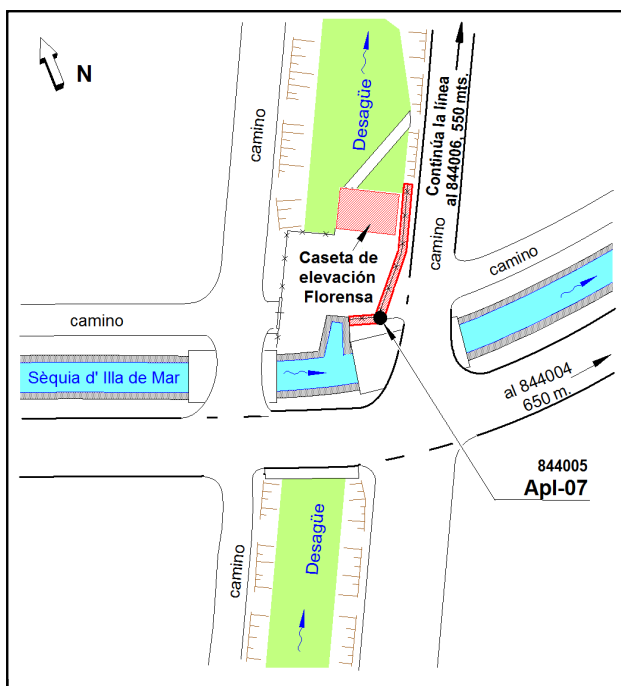 N
Desagüe
camino
Continúa la línea
al 844006, 550 mts.
camino
camino
Caseta de
elevación
Florensa
camino
Sèquia d' Illa de Mar
al 844004
650 m.
844005
Apl-07
Desagüe
camino